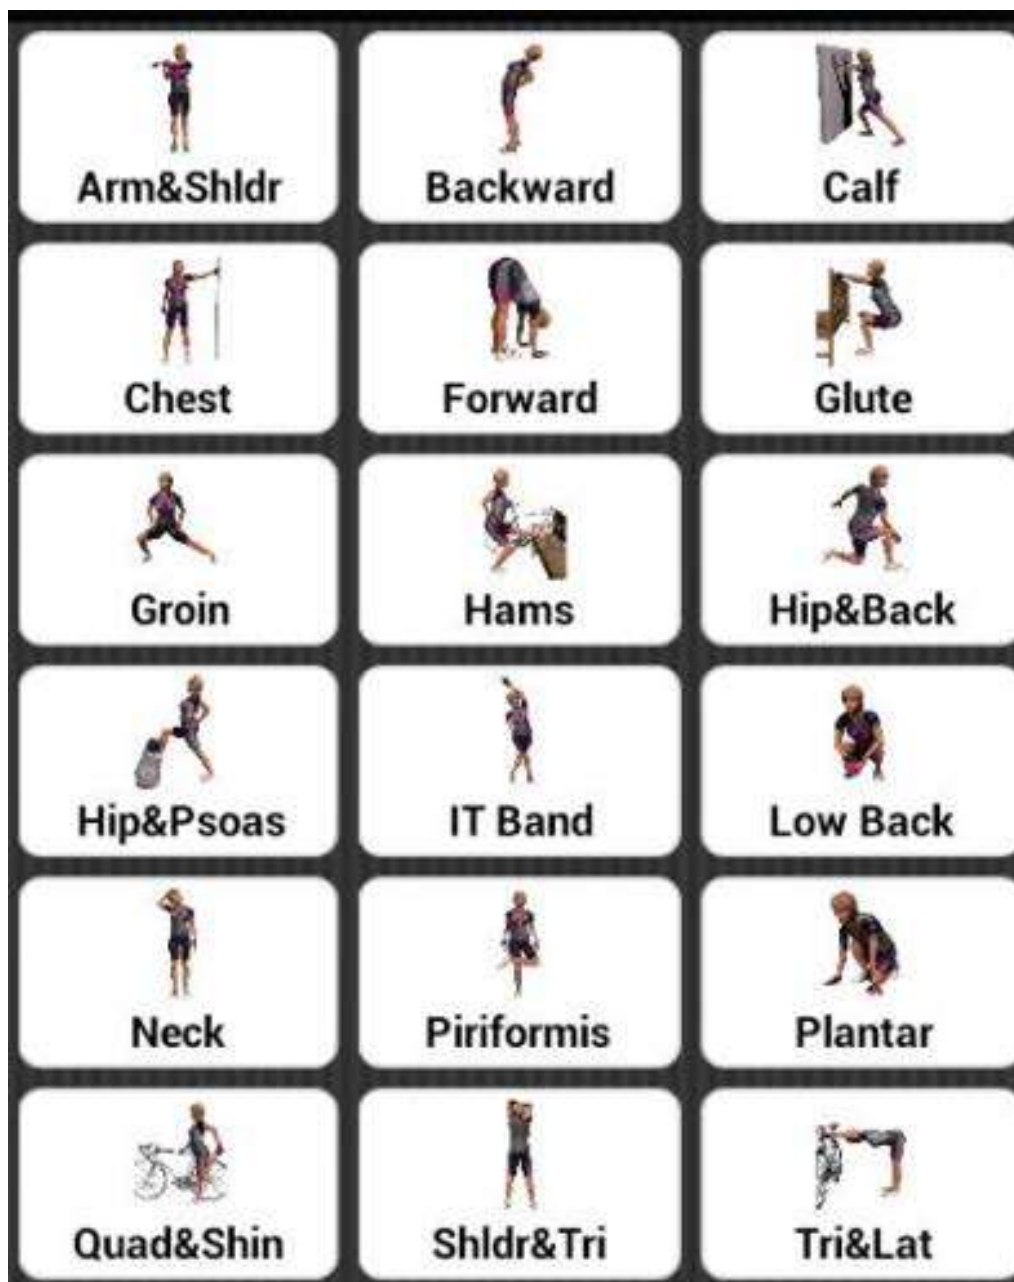 Arm&Shldr
Backward
Calf
Chest
Forward
Glute
Groin
Hams
Hip&Back
Hip&Psoas
IT Band
Low Back
Neck
Piriformis
Plantar
Quad&Shin
Shldr&Tri
Tri&Lat